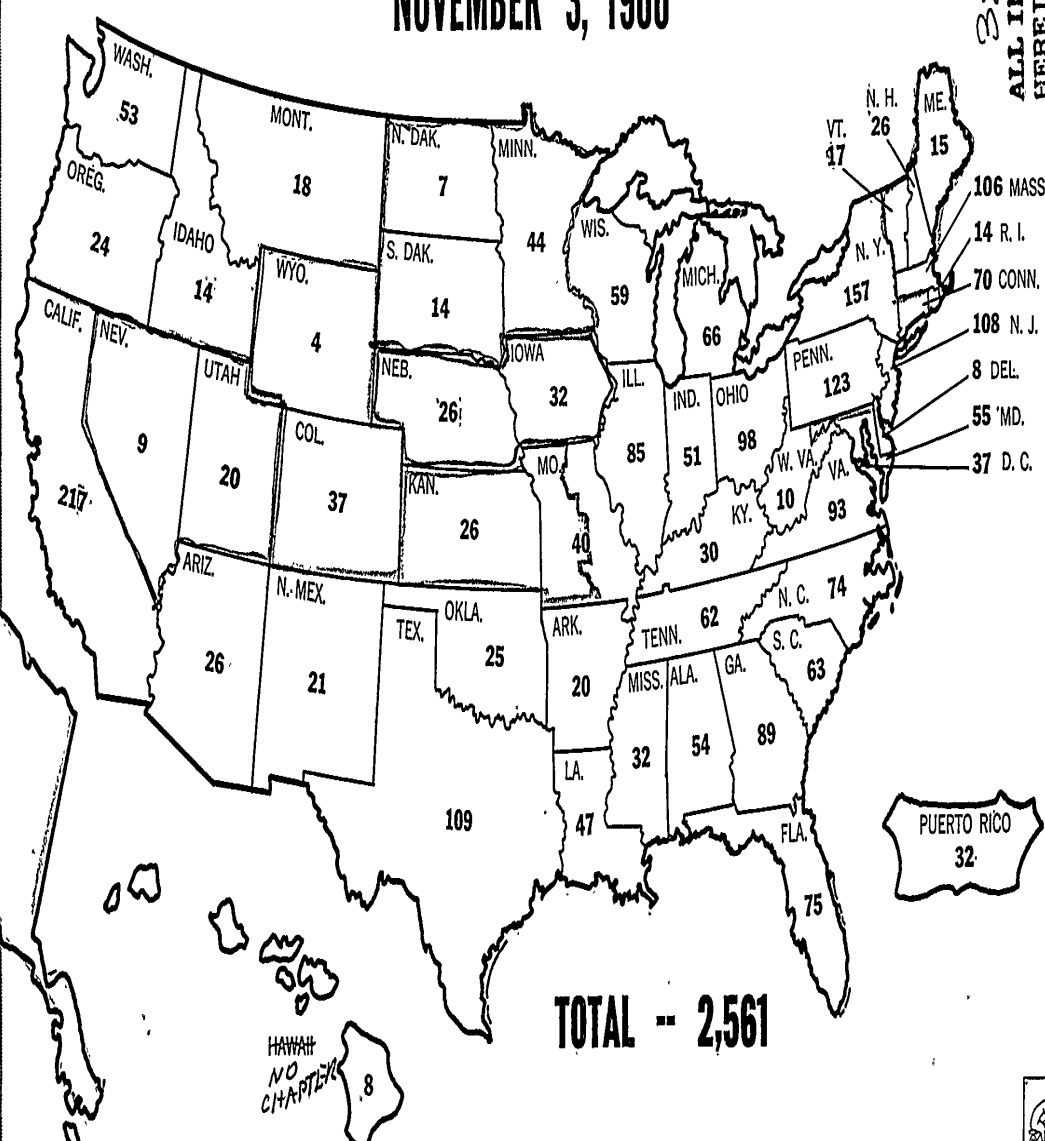 NOVEMBER 3, 1966
ALL
WASH.
53
MONT.
18
N. DAK.
7
MINN.
44
VT.
17
N. H.
26
ME.
15
OREG.
24
IDAHO
14
WYO.
4
S. DAK.
14
WIS.
59
MICH.
66
N. Y.
157
106 MASS
14 R. I.
70 CONN.
108 N. J.
8 DEL.
55 MD.
37 D. C.
CALIF.
217
NEV.
9
UTAH
20
COL.
37
NEB.
26
IOWA
32
ILL.
85
IND.
51
OHIO
98
PENN.
123
W. VA.
10
VA.
93
KAN.
26
MO.
40
KY.
30
ARIZ.
26
N. MEX.
21
TEX.
109
OKLA.
25
ARK.
20
TENN.
62
N. C. 74
S. C.
63
MISS.
32
ALA.
54
GA.
89
LA.
47
FLA.
75
PUERTO RICO
32
TOTAL -- 2,561
HAWAII
NO
CHAPTER
8